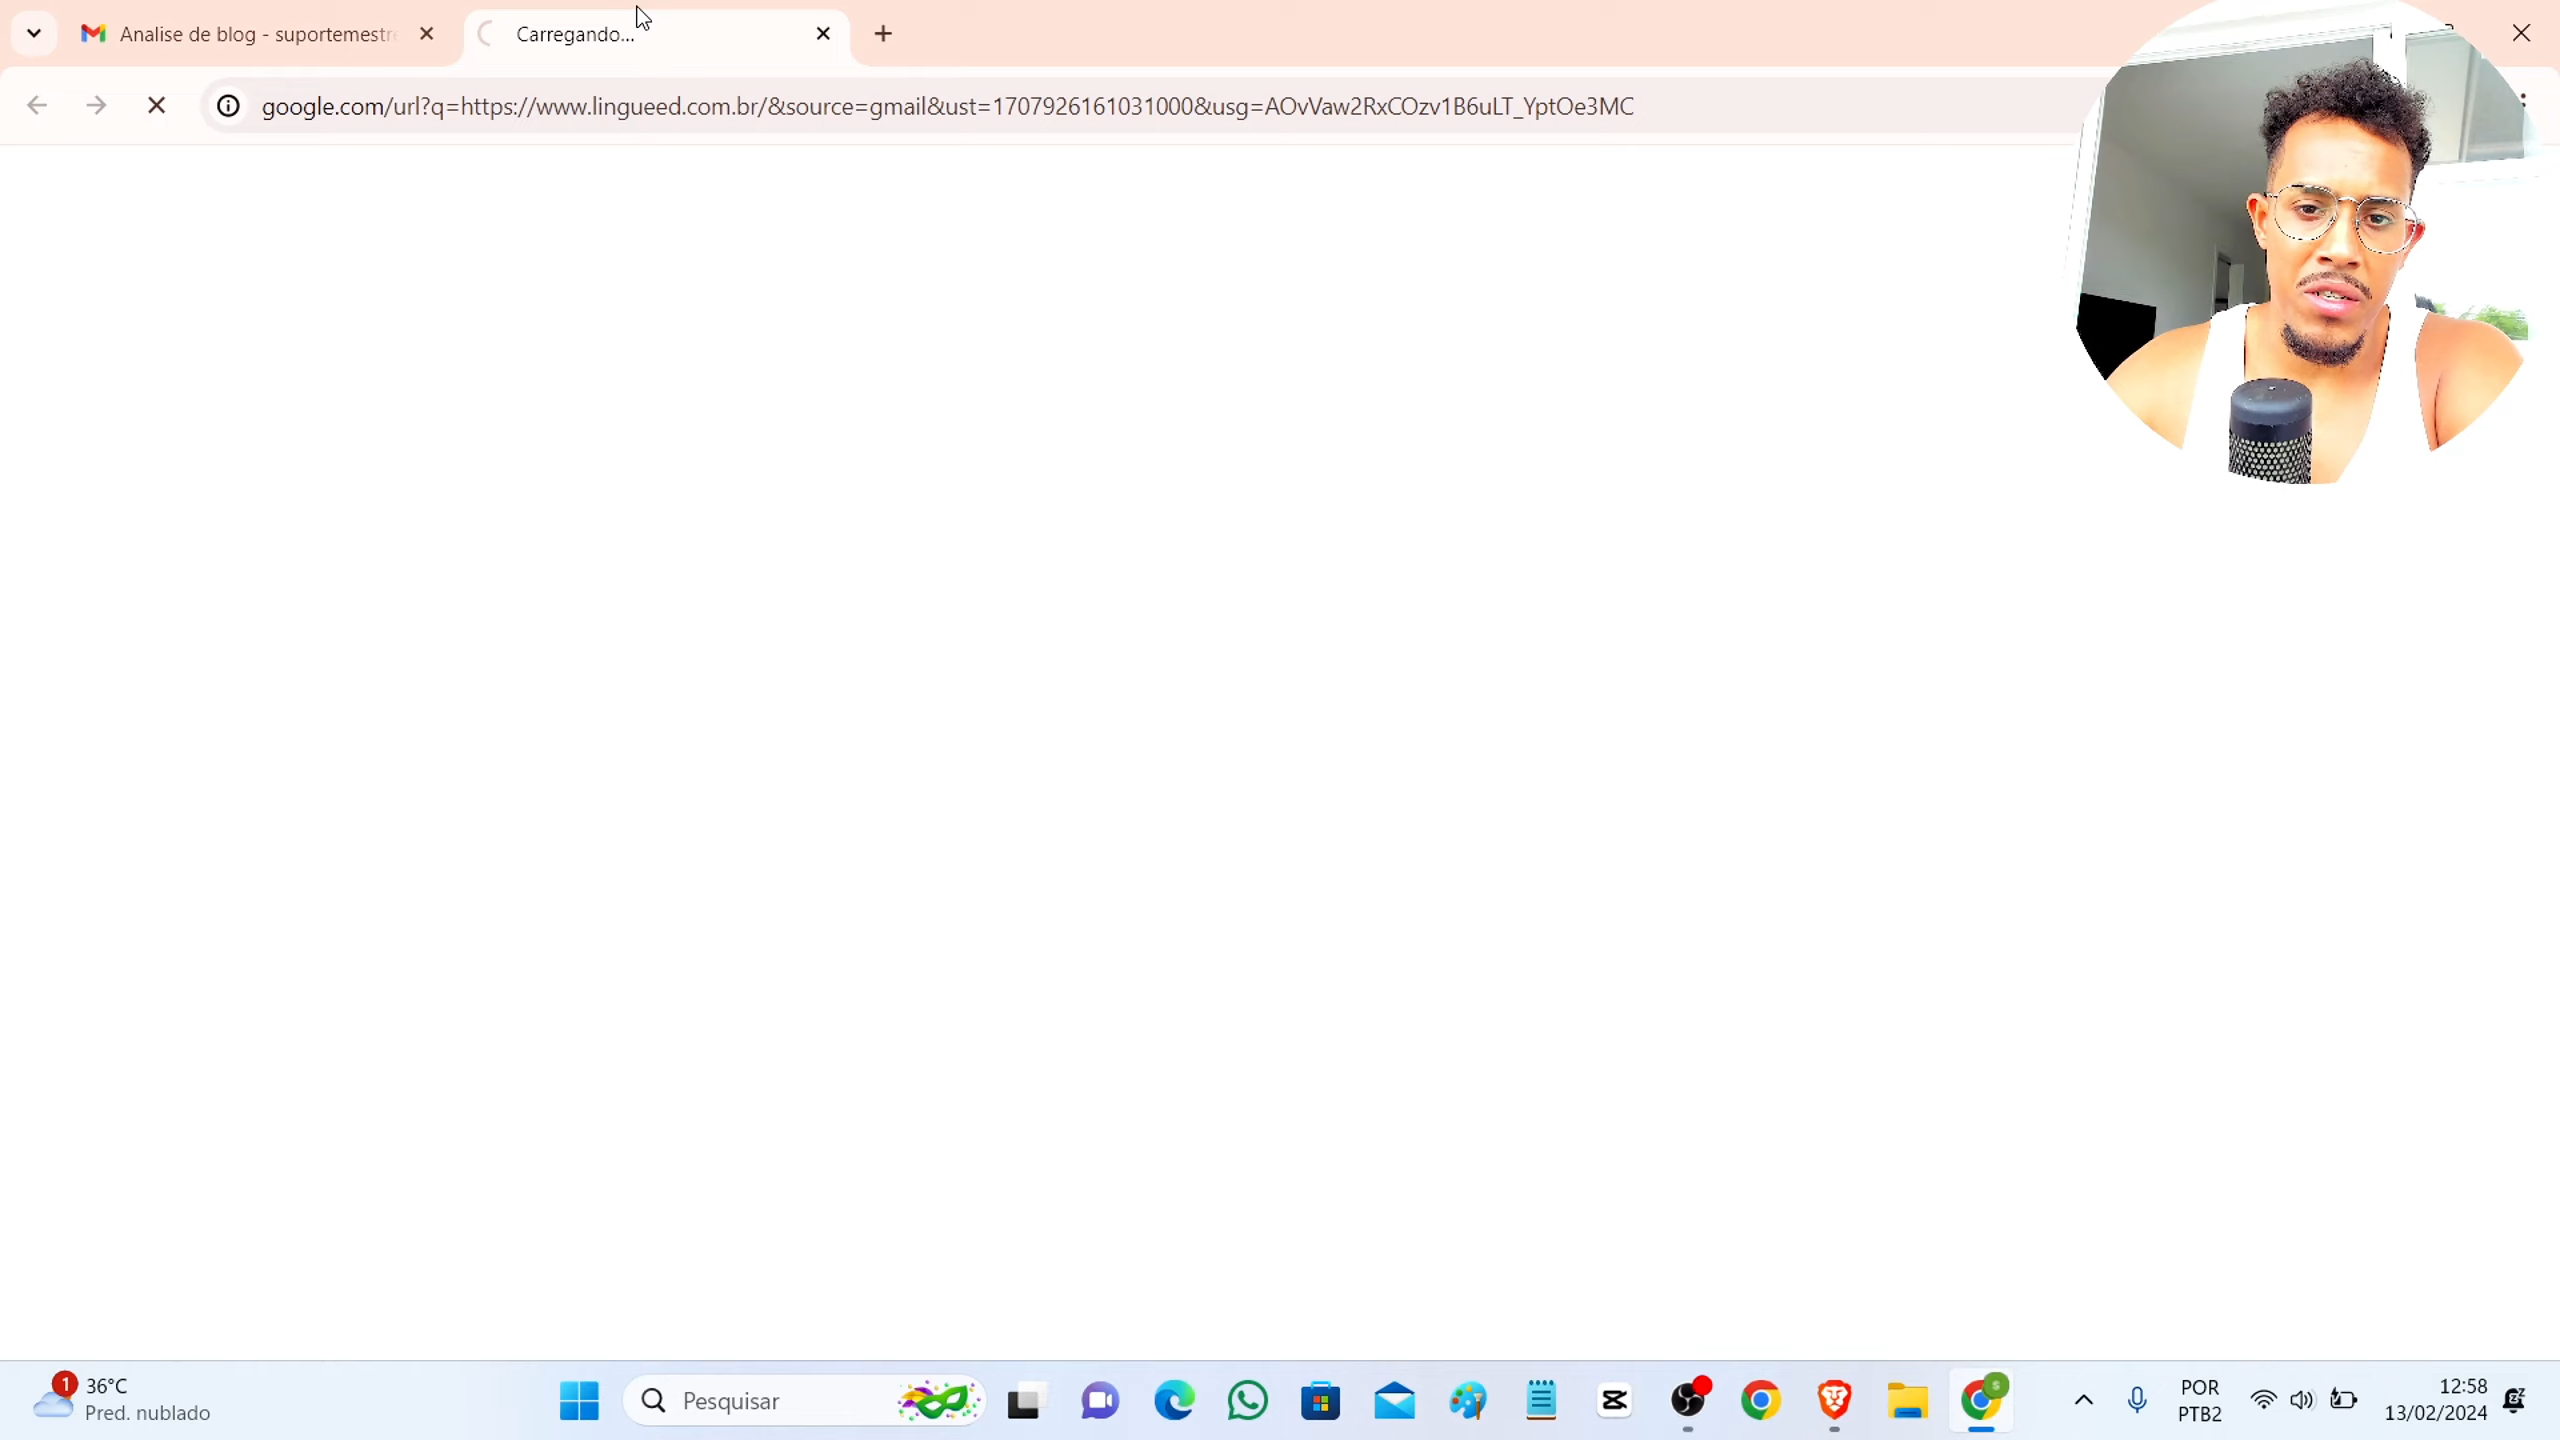 Analise de blog - suportemestr
Carregando...
google.com/url?q=https://www.lingueed.com.br/&source=gmail&ust=1707926161031000&usg=AOvVaw2RxCOzv1B6uLT_YptOe3MC
1
36°C
Pred. nublado
Pesquisar
POR
PTB2
12:58
13/02/2024